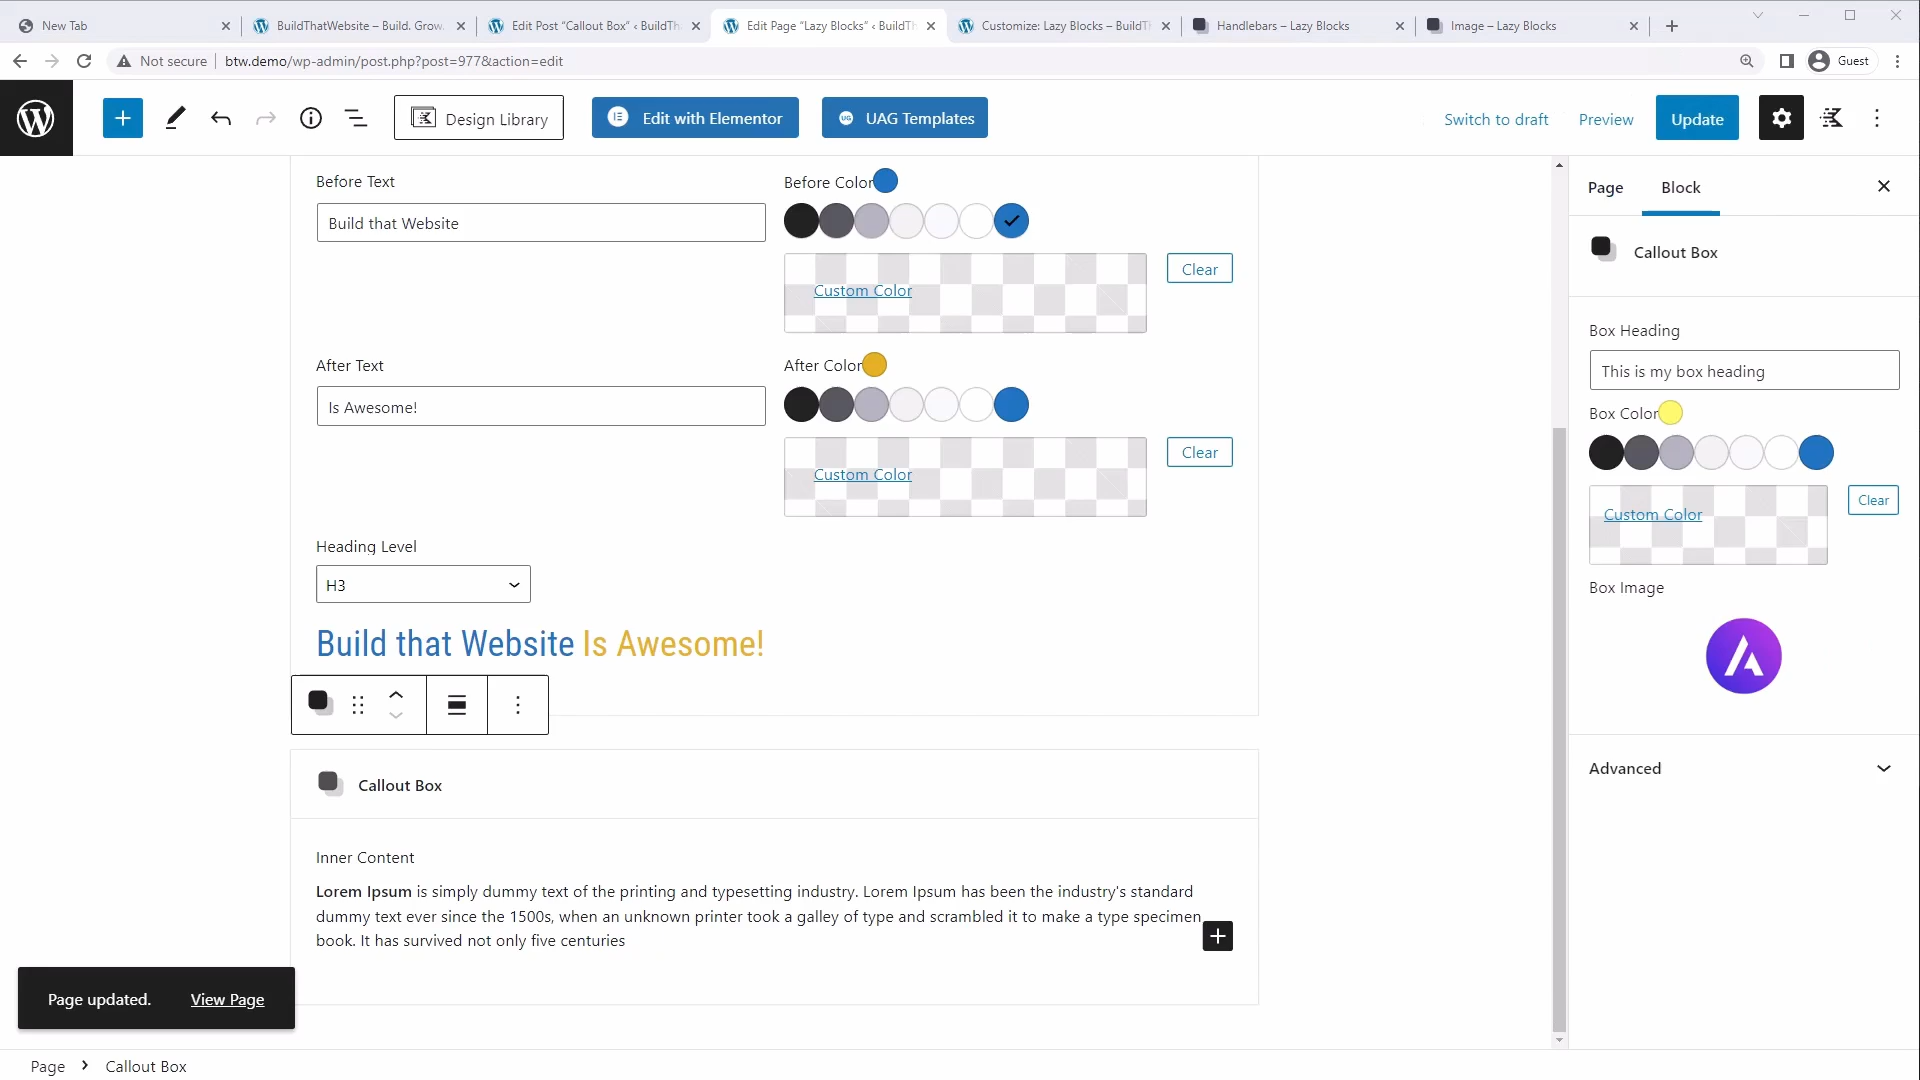 New Tab
BuildThatWebsite – Build. Grow.
Edit Post “Callout Box” ‹ BuildTh
Edit Page “Lazy Blocks” ‹ BuildTh
Customize: Lazy Blocks – BuildTh
Handlebars – Lazy Blocks
Image – Lazy Blocks
Not secure
btw.demo/wp-admin/post.php?post=977&action=edit
Guest
Design Library
Edit with Elementor
UG
UAG Templates
Switch to draft
Preview
Update
Before Text
Build that Website
Before Color
Custom Color
Clear
After Text
Is Awesome!
After Color
Custom Color
Clear
Heading Level
H3
Build that Website Is Awesome!
Callout Box
Inner Content
Lorem Ipsum is simply dummy text of the printing and typesetting industry. Lorem Ipsum has been the industry's standard
dummy text ever since the 1500s, when an unknown printer took a galley of type and scrambled it to make a type specimen
book. It has survived not only five centuries
Page
Block
Callout Box
Box Heading
This is my box heading
Box Color
Custom Color
Clear
Box Image
Advanced
Page updated.
View Page
Page
Callout Box